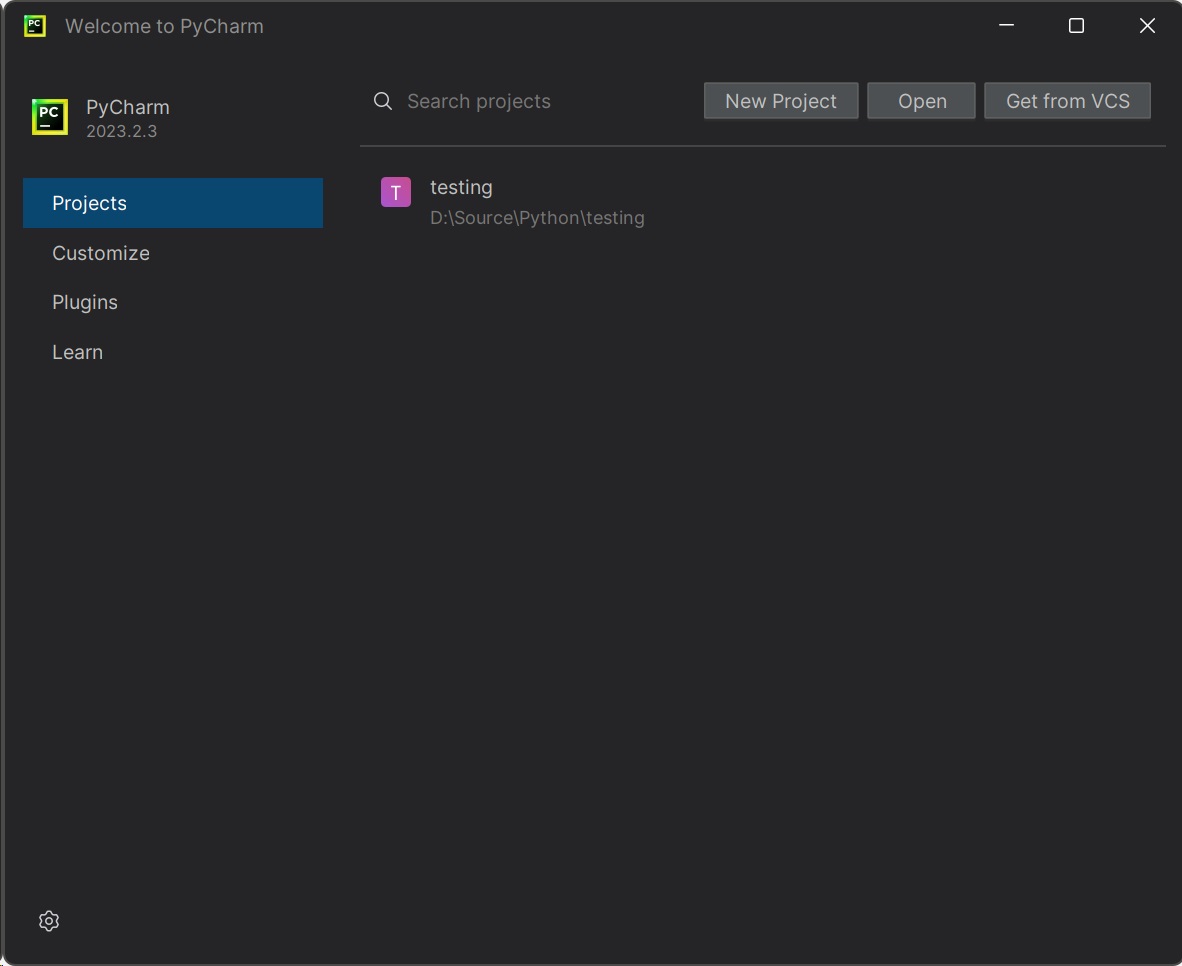 PC Welcome to PyCharm
PC PyCharm
2023.2.3
Search projects New Project Open Get from VCS
Projects
Customize
Plugins
Learn
T testing
D:\Source\Python\testing